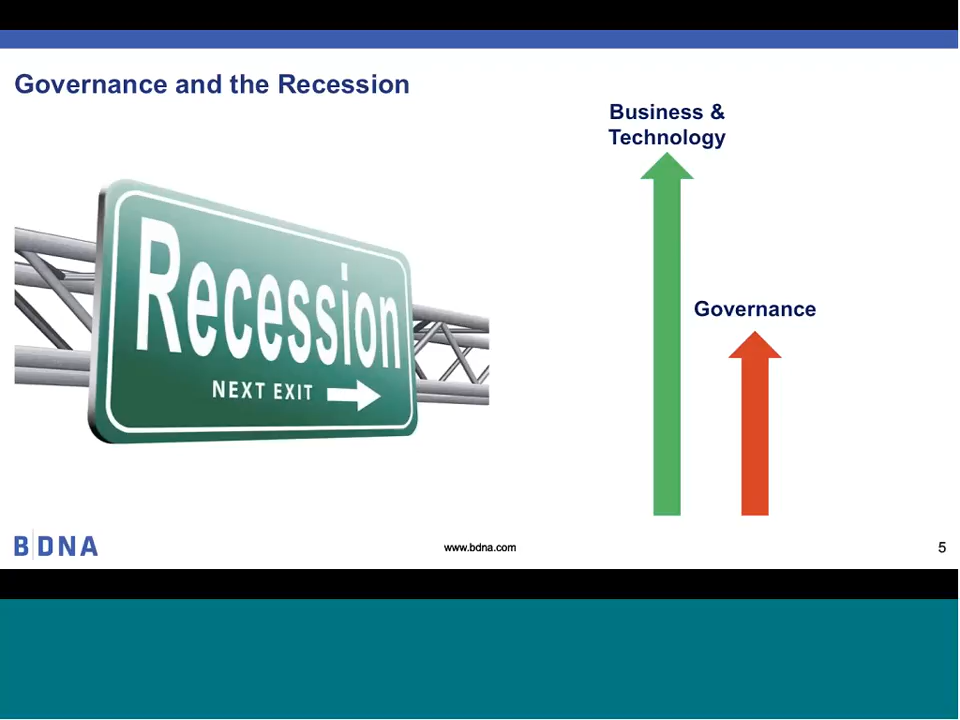 Governance and the Recession
Business &
Technology
Recession
NEXT EXIT
Governance
BDNA
www.bdna.com
5